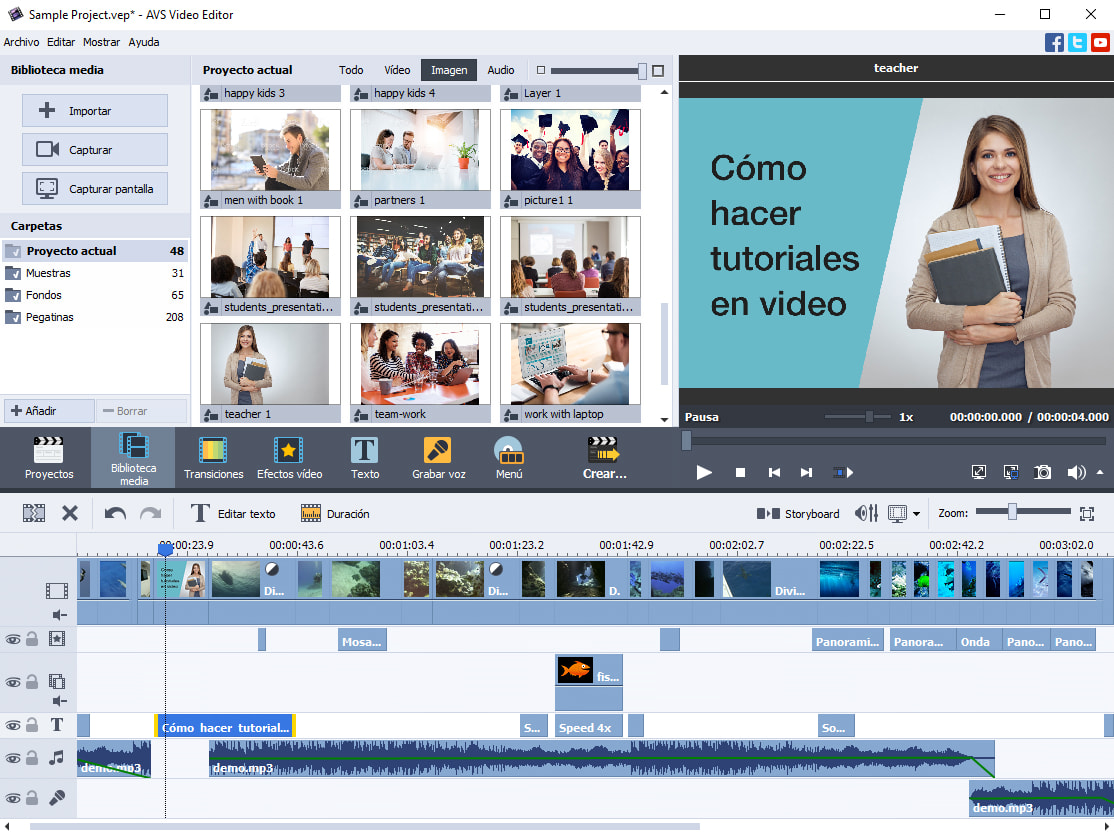 Sample Project.vep* - AVS Video Editor
Archivo Editar Mostrar Ayuda
Biblioteca media
Proyecto actual Todo Vídeo Imagen Audio
Importar
Capturar
Capturar pantalla
Carpetas
Proyecto actual 48
Muestras 31
Fondos 65
Pegatinas 208
Añadir Borrar
happy kids 3 happy kids 4 Layer 1
men with book 1 partners 1 picture1 1
students_presentati... students_presentati... students_presentati...
teacher 1 team-work work with laptop
teacher
Cómo
hacer
tutoriales
en video
Pausa 1x 00:00:00.000 / 00:00:04.000
Proyectos
Biblioteca
media
Transiciones
Efectos vídeo
Texto
Grabar voz
Menú
Crear...
Editar texto Duración Storyboard Zoom:
00:00:23.9 00:00:43.6 00:01:03.4 00:01:23.2 00:01:42.9 00:02:02.7 00:02:22.5 00:02:42.2 00:03:02.0
Di... Di... D. Divi...
Mosa... Panorami... Panora... Onda Pano... Pano...
fis...
T Cómo hacer tutorial... S... Speed 4x So...
demo.mp3 demo.mp3
demo.mp3